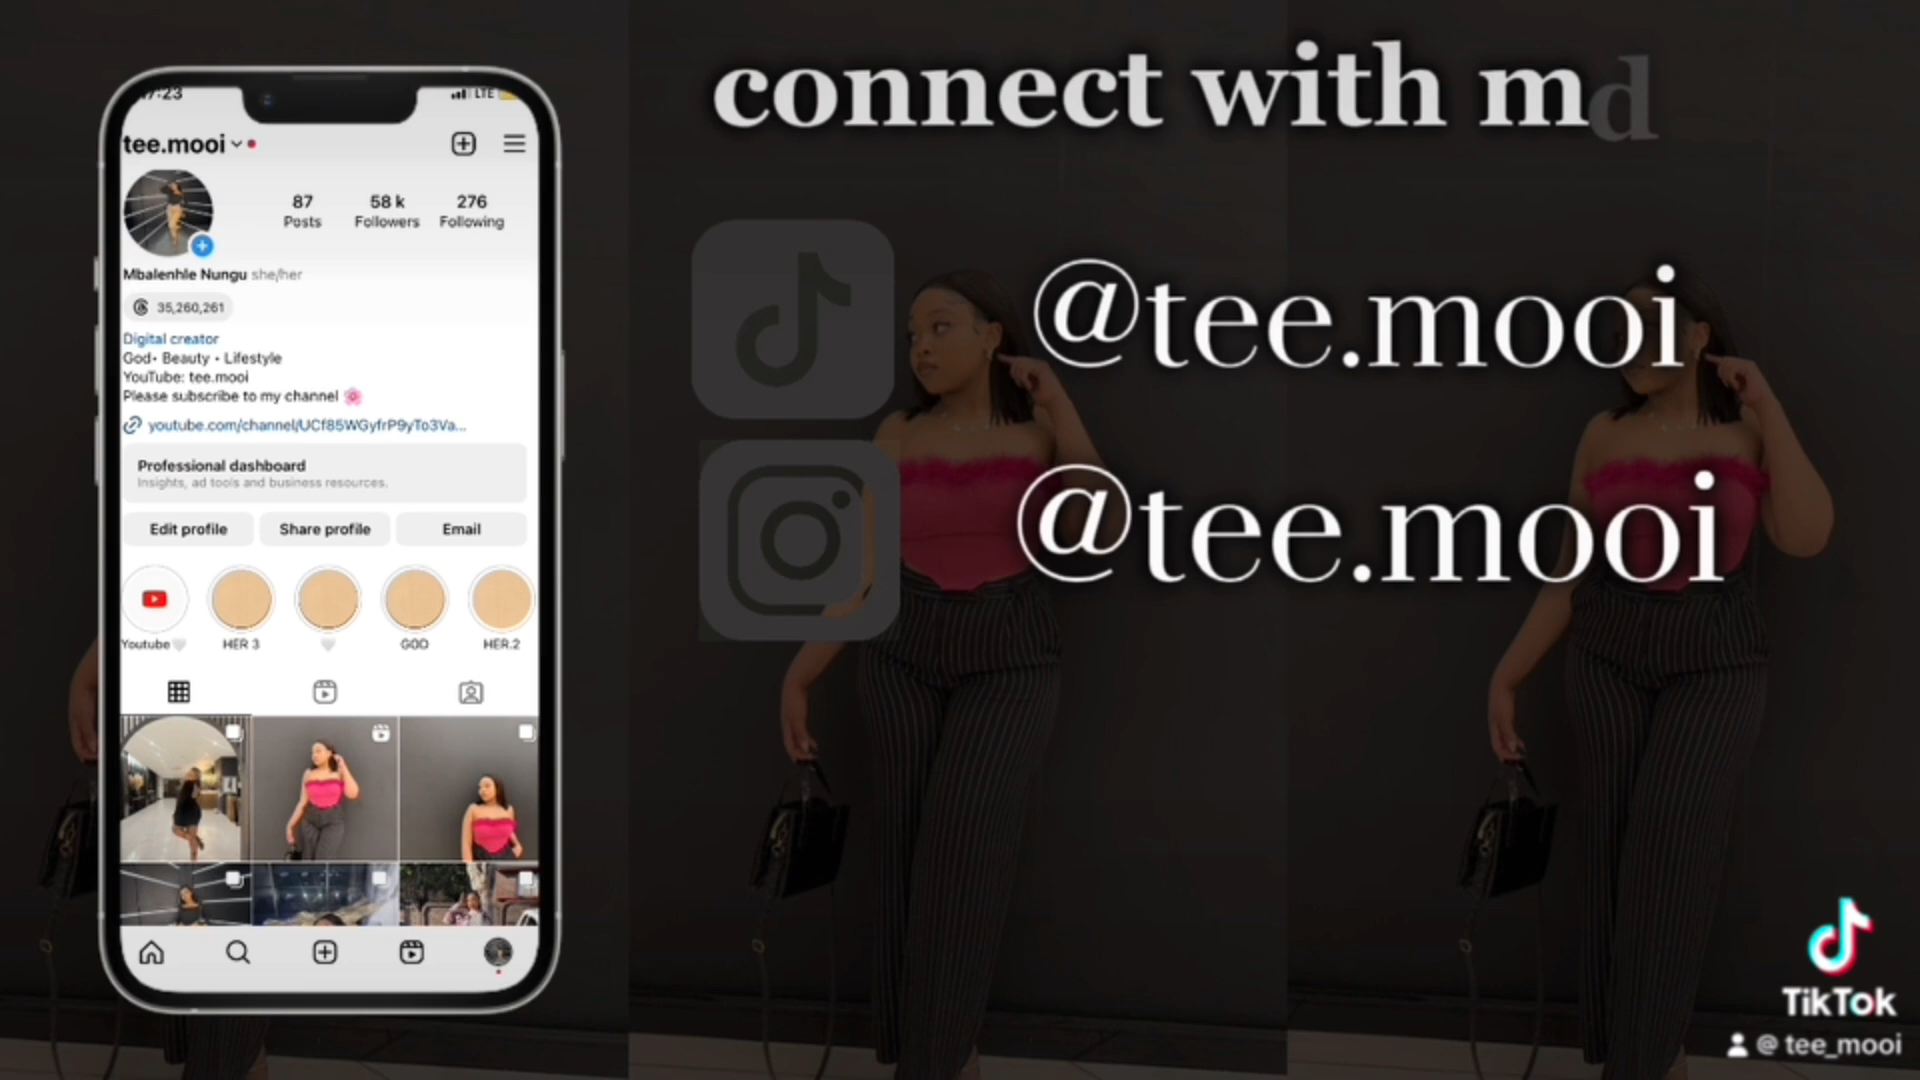 connect with m
17:23
LTE
tee.mooi
87
Posts
58 k
Followers
276
Following
Mbalenhle Nungu she/her
35,260,261
Digital creator
God• Beauty • Lifestyle
YouTube: tee.mooi
Please subscribe to my channel 🌸
youtube.com/channel/UCf85WGyfrP9yTo3Va...
Professional dashboard
Insights, ad tools and business resources.
Edit profile
Share profile
Email
Youtube🤍
HER 3
🤍
GOD
HER.2
@tee.mooi
@tee.mooi
TikTok
@ tee_mooi